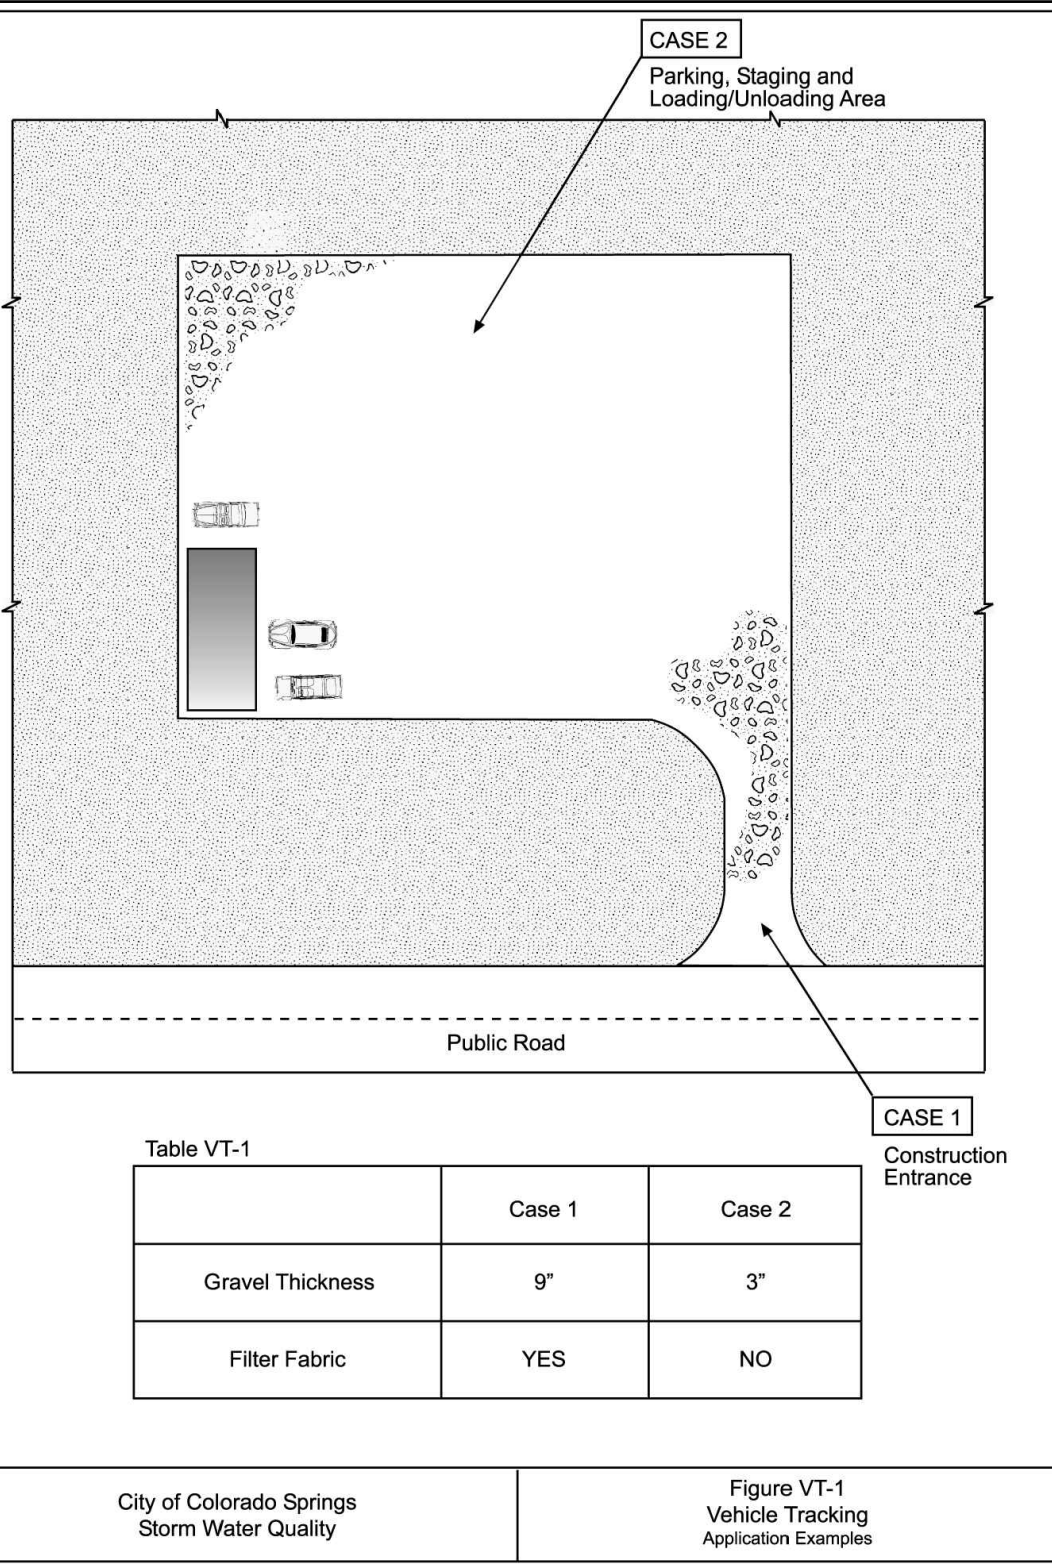 CASE 2
Parking, Staging and
Loading/Unloading Area
Public Road
CASE 1
Construction
Entrance
Table VT-1
Case 1 Case 2
Gravel Thickness 9” 3”
Filter Fabric YES NO
City of Colorado Springs
Storm Water Quality
Figure VT-1
Vehicle Tracking
Application Examples